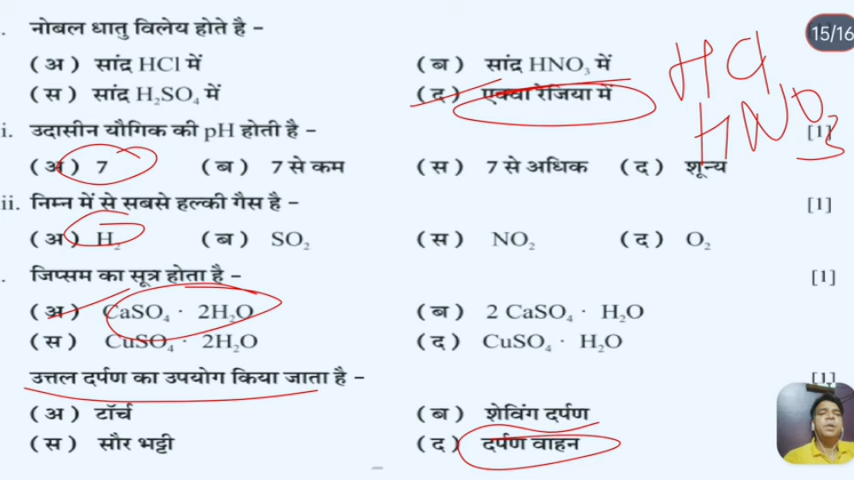 . नोबल धातु विलेय होते है –
15/16
(अ) सांद्र HCl में (ब) सांद्र HNO₃ में
(स) सांद्र H₂SO₄ में (द) एक्वा रेजिया में
HCl
HNO₃
i. उदासीन यौगिक की pH होती है – [1]
(अ) 7 (ब) 7 से कम (स) 7 से अधिक (द) शून्य
ii. निम्न में से सबसे हल्की गैस है – [1]
(अ) H₂ (ब) SO₂ (स) NO₂ (द) O₂
. जिप्सम का सूत्र होता है – [1]
(अ) CaSO₄ · 2H₂O (ब) 2 CaSO₄ · H₂O
(स) CuSO₄ · 2H₂O (द) CuSO₄ · H₂O
उत्तल दर्पण का उपयोग किया जाता है – [1]
(अ) टॉर्च (ब) शेविंग दर्पण
(स) सौर भट्टी (द) दर्पण वाहन